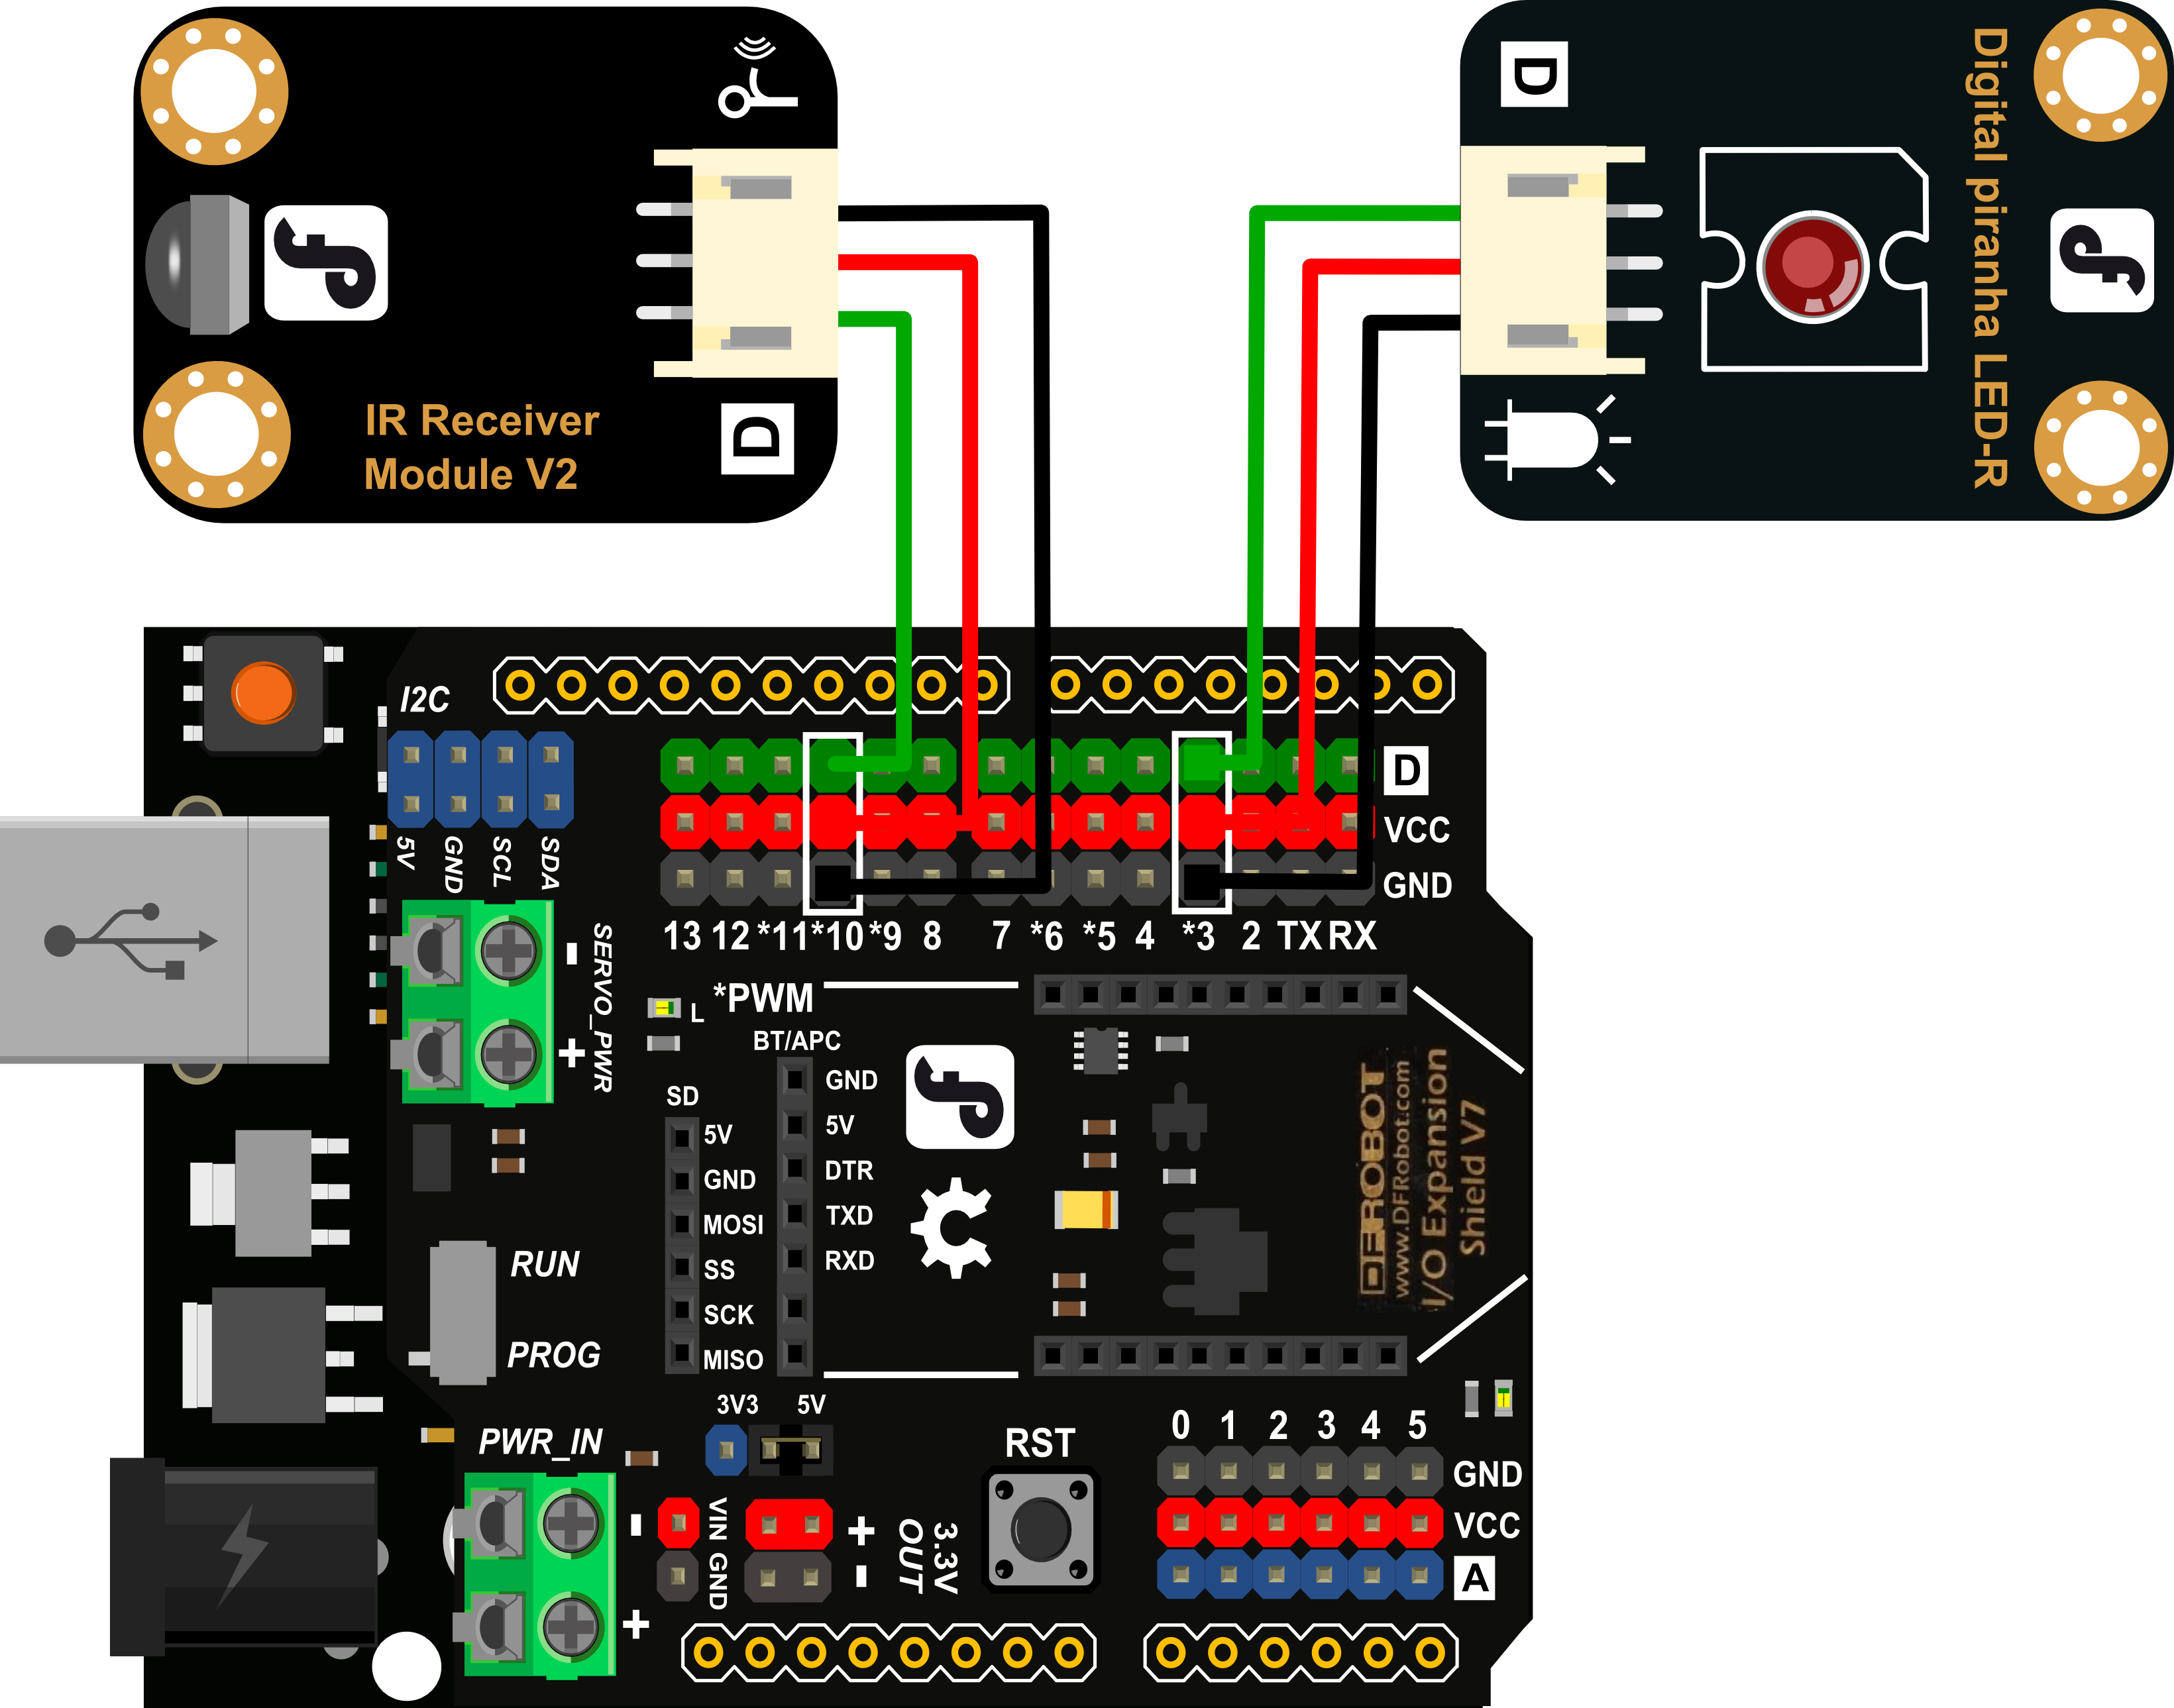 D
Digital piranha LED-R
IR Receiver
Module V2
D
I2C
D
VCC
GND
5V
GND
SCL
SDA
13 12 *11 *10 *9 8 7 *6 *5 4 *3 2 TX RX
-
+
SERVO_PWR
L
*PWM
BT/APC
GND
5V
DTR
TXD
RXD
SD
5V
GND
MOSI
SS
SCK
MISO
DFROBOT
www.DFRobot.com
I/O Expansion
Shield V7
RUN
PROG
3V3 5V
PWR_IN
-
+
VIN GND
+
-
3.3V
OUT
RST
0 1 2 3 4 5
GND
VCC
A